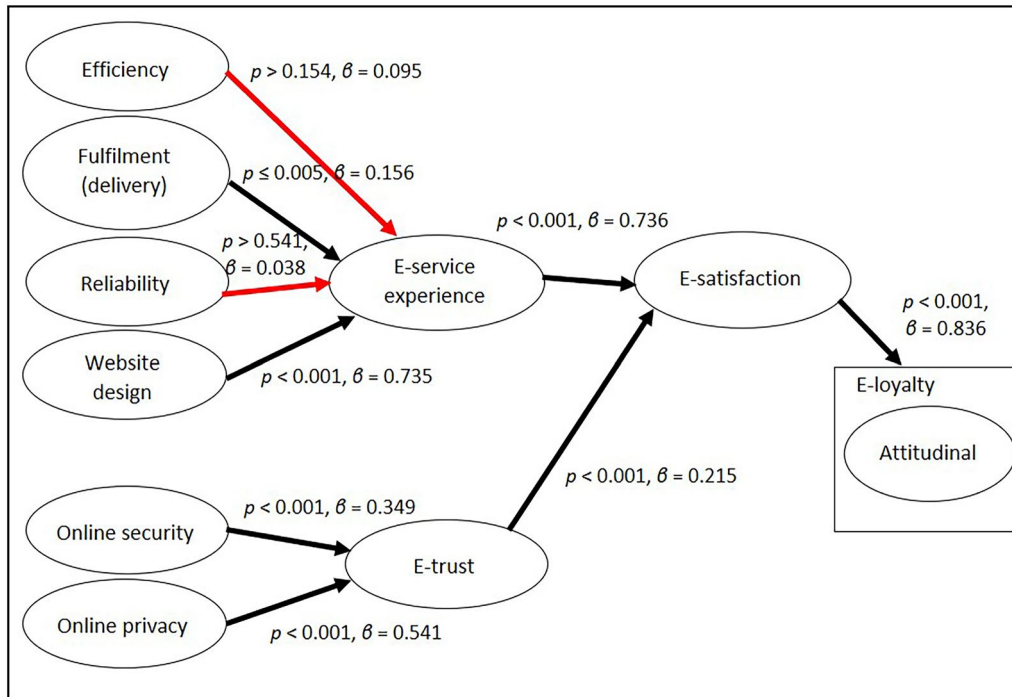 Efficiency
p > 0.154, β = 0.095
Fulfilment
(delivery)
p ≤ 0.005, β = 0.156
Reliability
p > 0.541,
β = 0.038
Website
design
p < 0.001, β = 0.735
E-service
experience
p < 0.001, β = 0.736
E-satisfaction
p < 0.001,
β = 0.836
E-loyalty
Attitudinal
Online security
p < 0.001, β = 0.349
Online privacy
p < 0.001, β = 0.541
E-trust
p < 0.001, β = 0.215